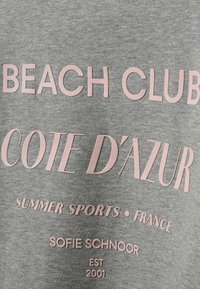 BEACH CLUB
COTE D'AZUR
SUMMER SPORTS • FRANCE
SOFIE SCHNOOR
EST
2001